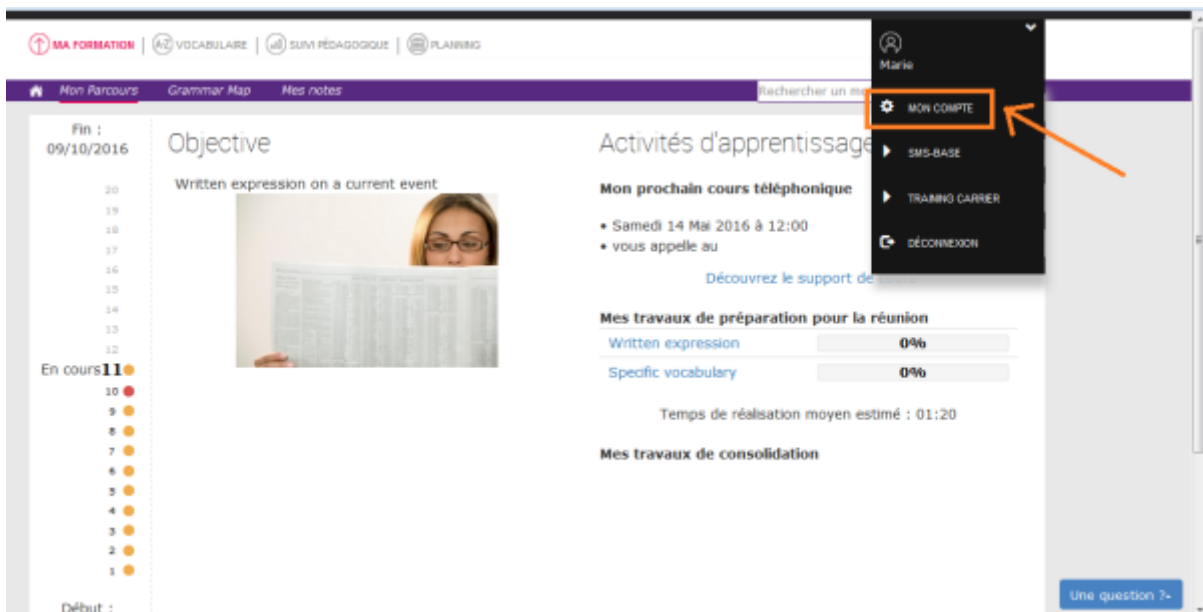 MA FORMATION | A-Z VOCABULAIRE | SUIVI PÉDAGOGIQUE | PLANNING
Marie
Mon Parcours Grammar Map Mes notes Rechercher un
MON COMPTE
SMS-BASE
TRAINING CARRIER
DÉCONNEXION
Fin :
09/10/2016
20
19
18
17
16
15
14
13
12
En cours 11
10
9
8
7
6
5
4
3
2
1
Début :
Objective
Written expression on a current event
Activités d'apprentissage
Mon prochain cours téléphonique
• Samedi 14 Mai 2016 à 12:00
• vous appelle au
Découvrez le support de
Mes travaux de préparation pour la réunion
Written expression 0%
Specific vocabulary 0%
Temps de réalisation moyen estimé : 01:20
Mes travaux de consolidation
Une question ?-